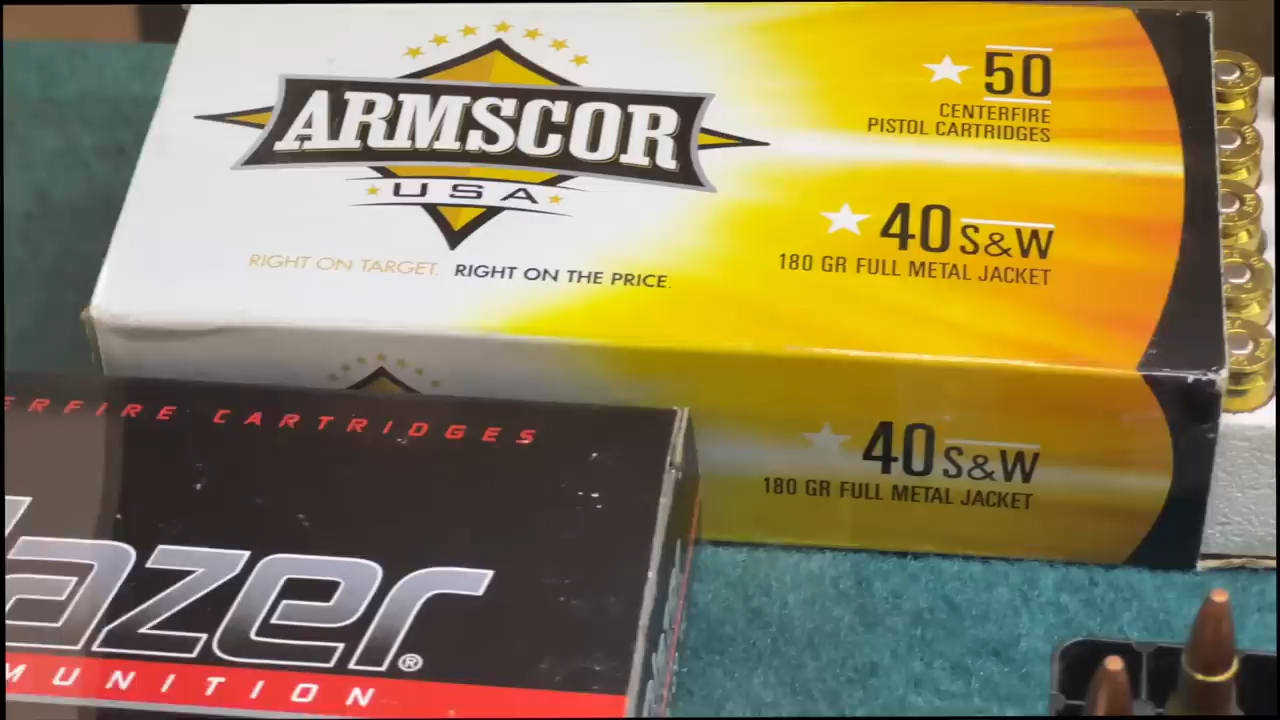 ARMSCOR
USA
RIGHT ON TARGET. RIGHT ON THE PRICE.
50
CENTERFIRE
PISTOL CARTRIDGES
40 S&W
180 GR FULL METAL JACKET
40 S&W
180 GR FULL METAL JACKET
ERFIRE CARTRIDGES
lazer®
MUNITION